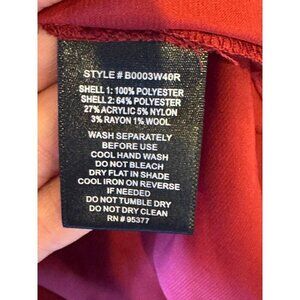 STYLE # B0003W40R
SHELL 1: 100% POLYESTER
SHELL 2: 64% POLYESTER
27% ACRYLIC 5% NYLON
3% RAYON 1% WOOL
WASH SEPARATELY
BEFORE USE
COOL HAND WASH
DO NOT BLEACH
DRY FLAT IN SHADE
COOL IRON ON REVERSE
IF NEEDED
DO NOT TUMBLE DRY
DO NOT DRY CLEAN
RN # 95377